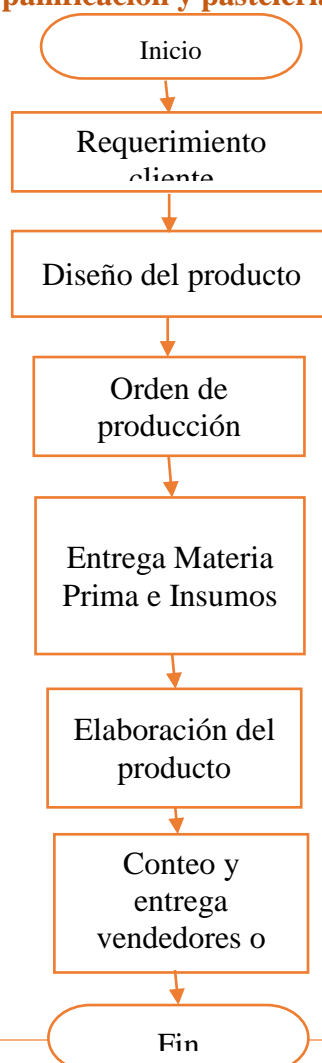 panificación y pastelería
Inicio
Requerimiento
cliente
Diseño del producto
Orden de
producción
Entrega Materia
Prima e Insumos
Elaboración del
producto
Conteo y
entrega
vendedores o
Fin